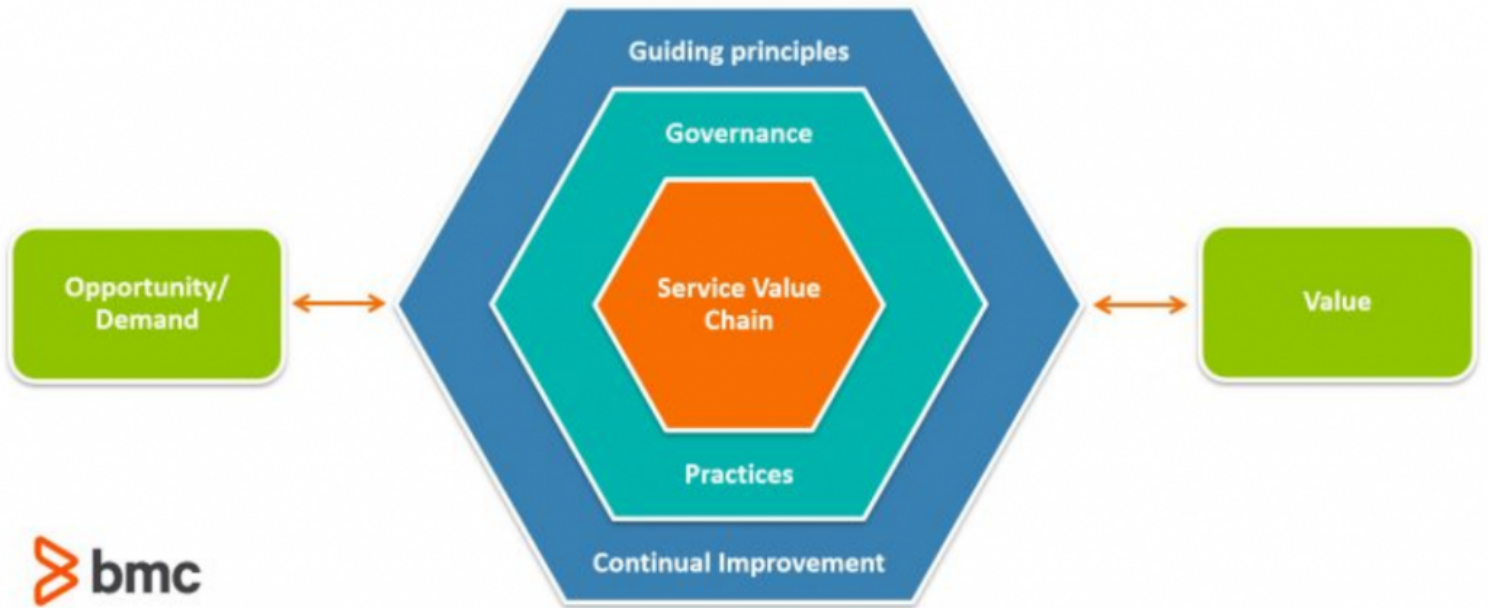 Guiding principles
Governance
Opportunity/
Demand
Service Value
Chain
Value
Practices
Continual Improvement
bmc